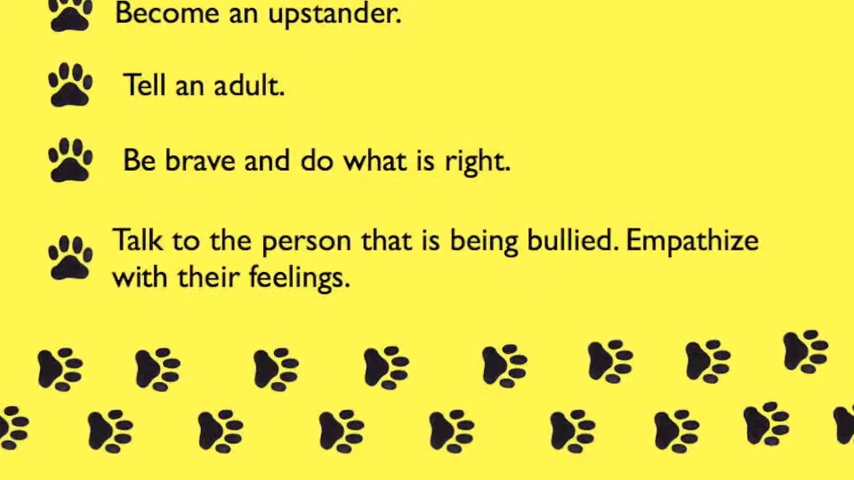 Become an upstander.
Tell an adult.
Be brave and do what is right.
Talk to the person that is being bullied. Empathize
with their feelings.